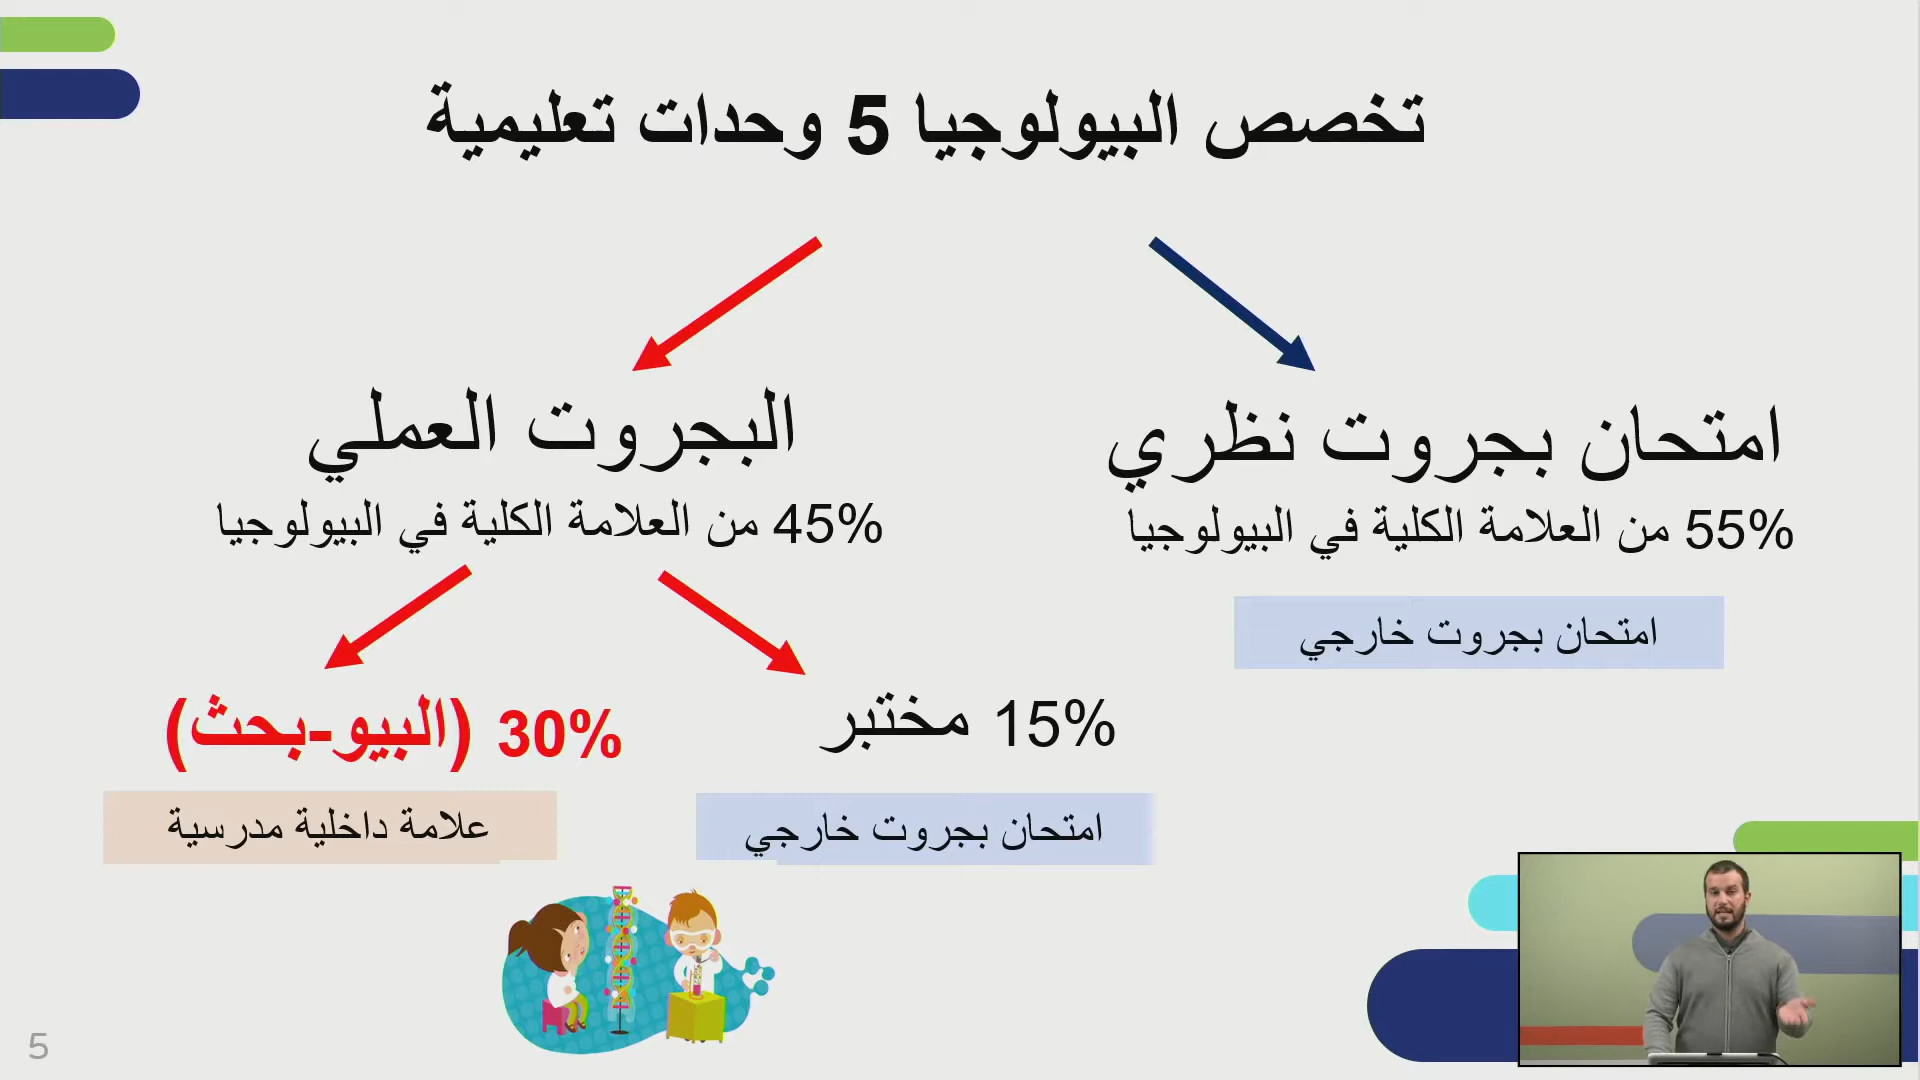 تخصص البيولوجيا 5 وحدات تعليمية
امتحان بجروت نظري
55% من العلامة الكلية في البيولوجيا
امتحان بجروت خارجي
البجروت العملي
45% من العلامة الكلية في البيولوجيا
15% مختبر
امتحان بجروت خارجي
30% (البيو-بحث)
علامة داخلية مدرسية
5